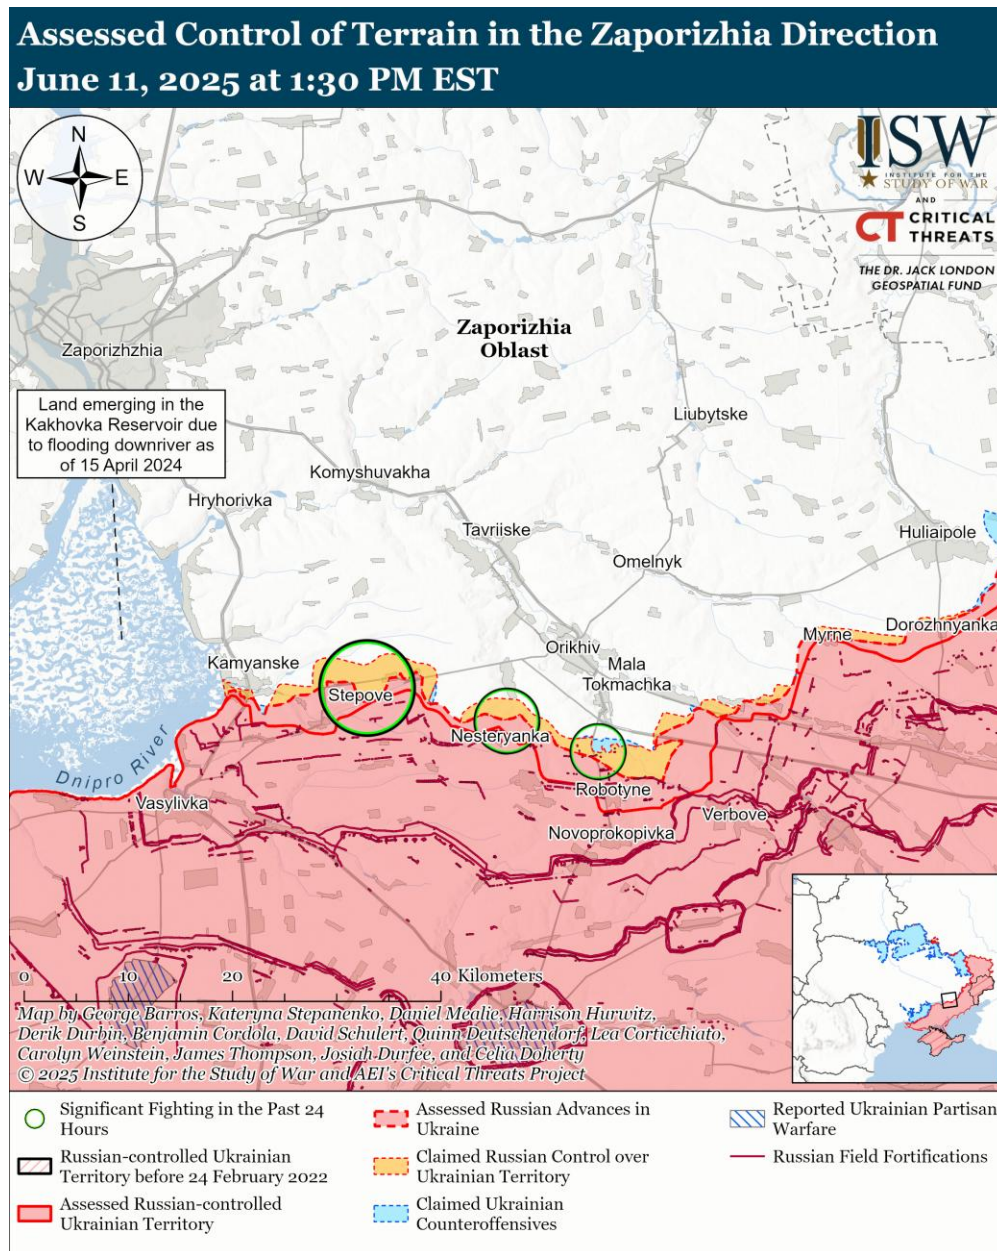 Assessed Control of Terrain in the Zaporizhia Direction
June 11, 2025 at 1:30 PM EST
N
W
E
S
ISW
INSTITUTE FOR THE
STUDY OF WAR
AND
CT CRITICAL
THREATS
THE DR. JACK LONDON
GEOSPATIAL FUND
Zaporizhia
Oblast
Zaporizhzhia
Land emerging in the
Kakhovka Reservoir due
to flooding downriver as
of 15 April 2024
Liubytske
Komyshuvakha
Hryhorivka
Tavriiske
Huliaipole
Omelnyk
Dorozhnyanka
Myrne
Orikhiv
Kamyanske
Mala
Tokmachka
Stepove
Nesteryanka
Dnipro River
Robotyne
Vasylivka
Verbove
Novoprokopivka
0 10 20 40 Kilometers
Map by George Barros, Kateryna Stepanenko, Daniel Mealie, Harrison Hurwitz,
Derik Durbin, Benjamin Cordola, David Schulert, Quinn Deutschendorf, Lea Corticchiato,
Carolyn Weinstein, James Thompson, Josiah Durfee, and Celia Doherty
© 2025 Institute for the Study of War and AEI's Critical Threats Project
Significant Fighting in the Past 24
Hours
Russian-controlled Ukrainian
Territory before 24 February 2022
Assessed Russian-controlled
Ukrainian Territory
Assessed Russian Advances in
Ukraine
Claimed Russian Control over
Ukrainian Territory
Claimed Ukrainian
Counteroffensives
Reported Ukrainian Partisan
Warfare
Russian Field Fortifications